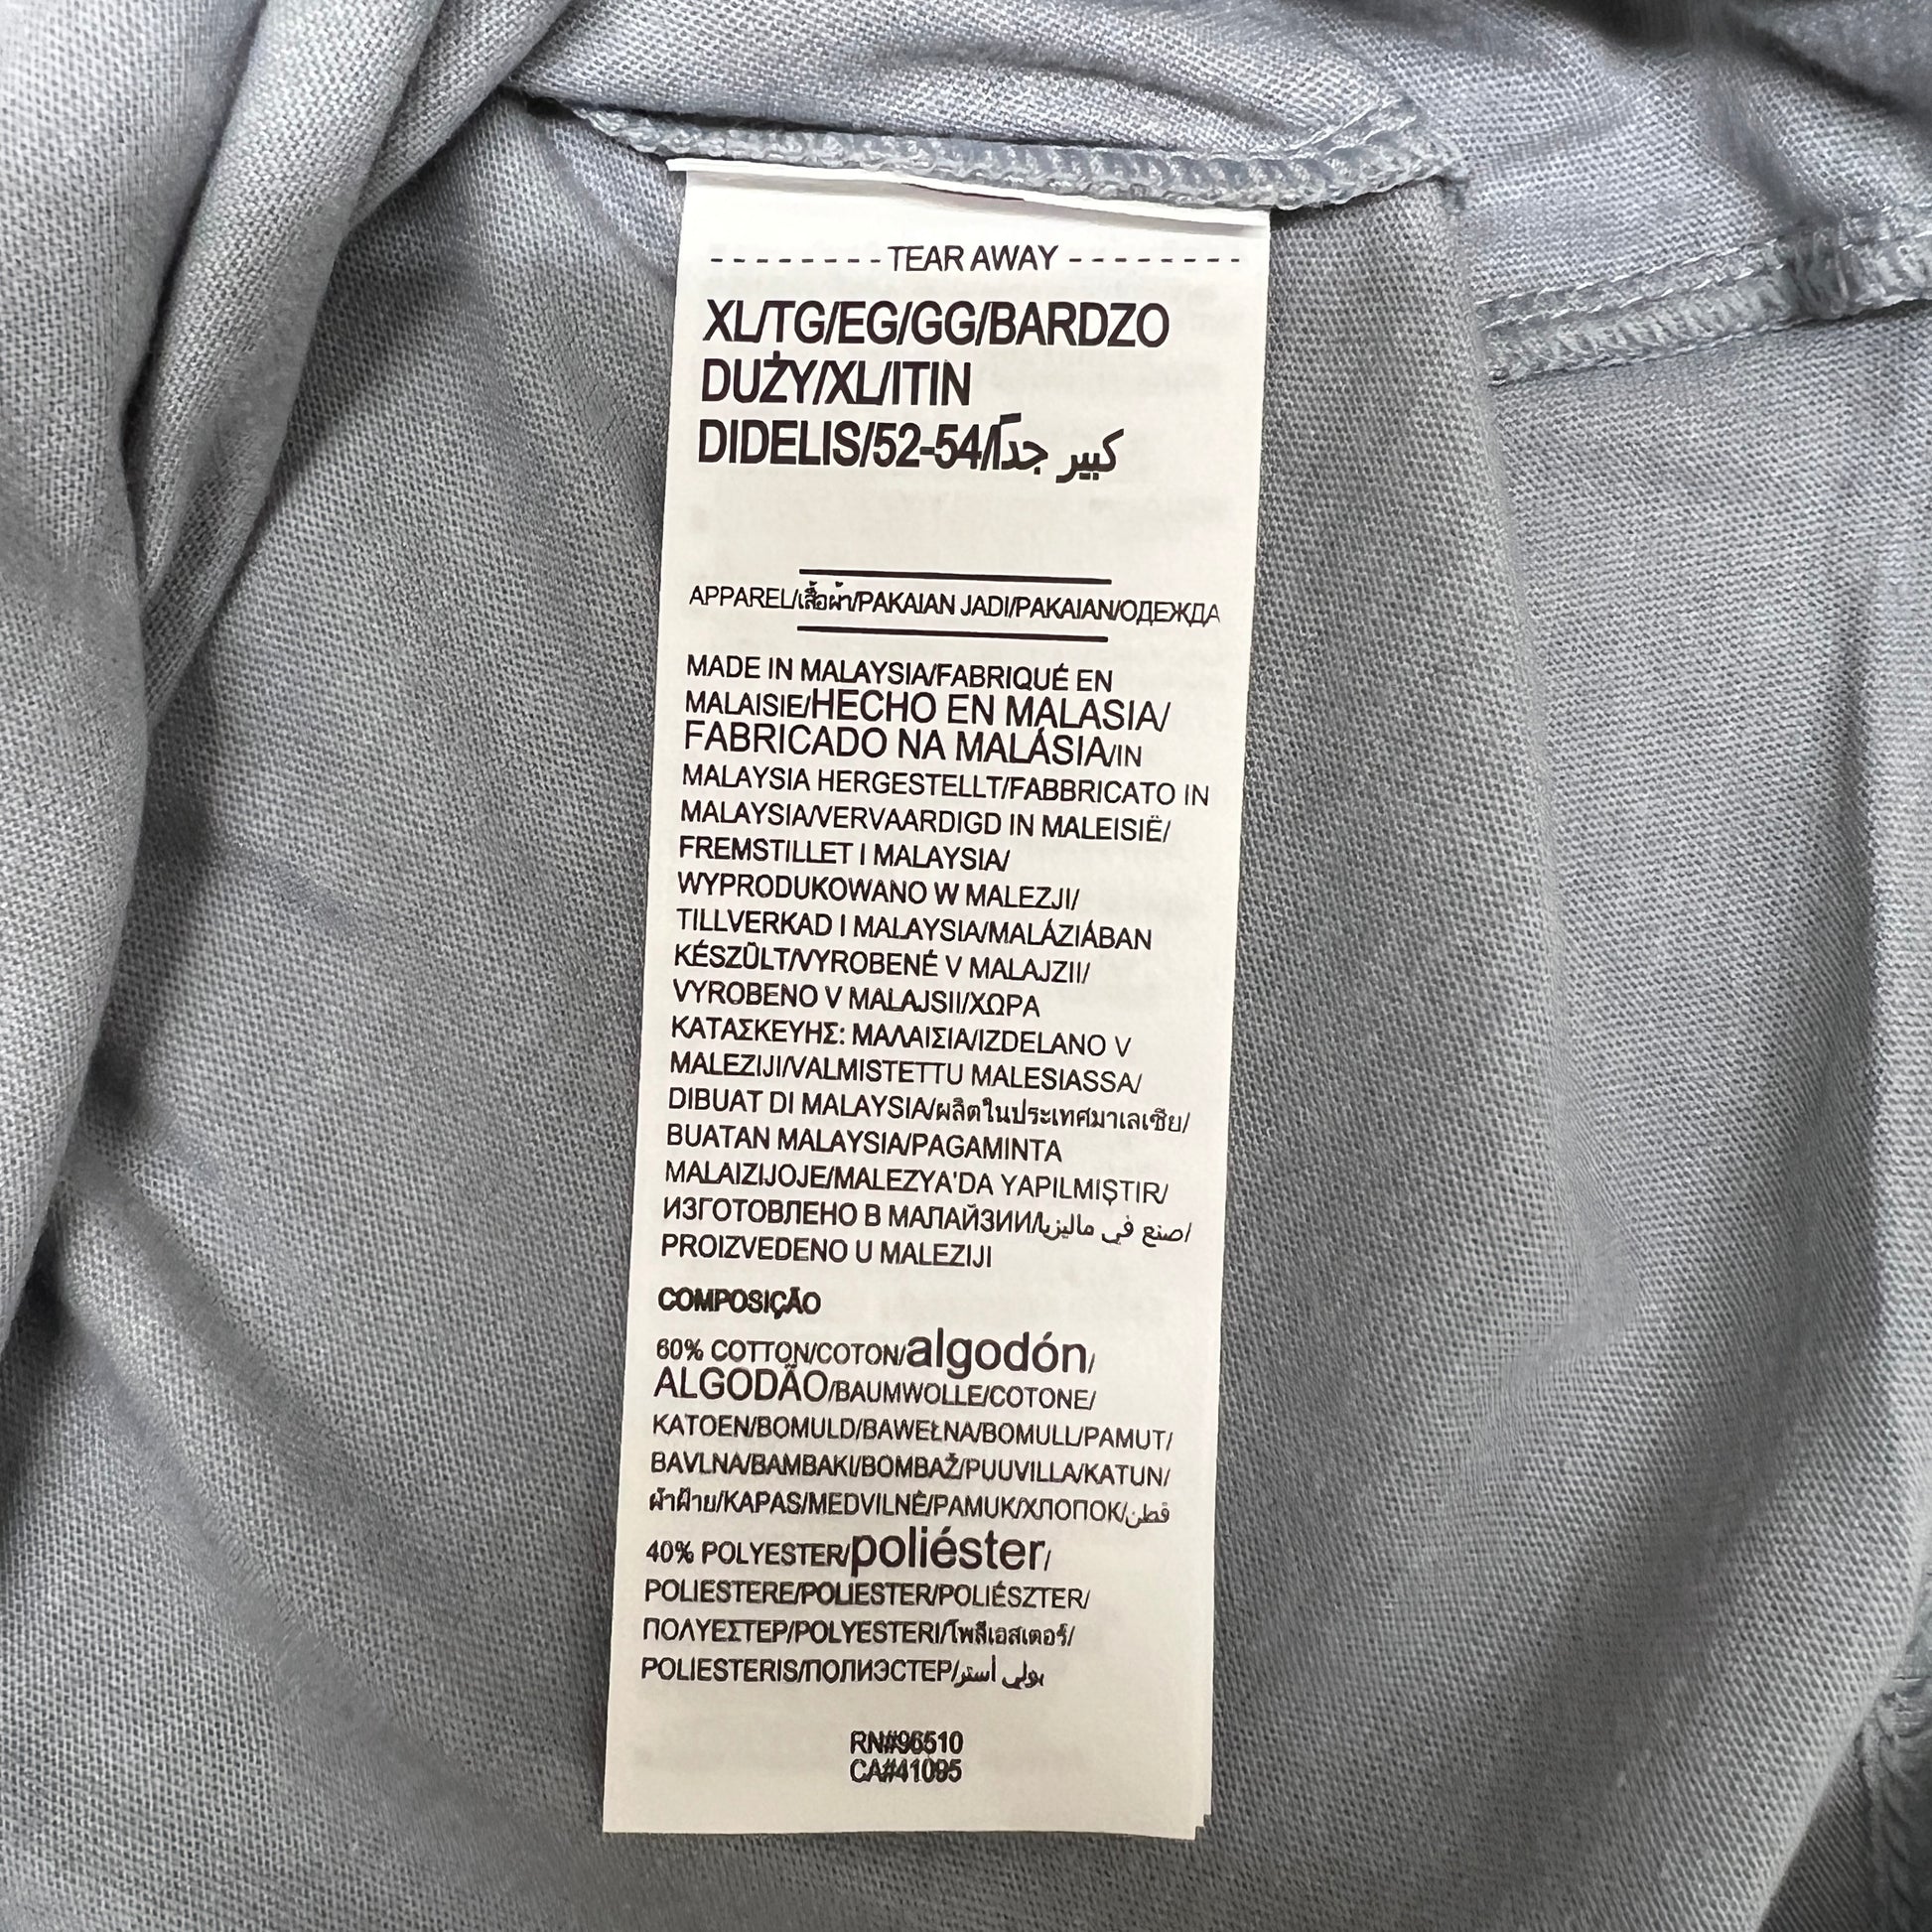 - - - - - - - - TEAR AWAY - - - - - - - -
XL/TG/EG/GG/BARDZO
DUŻY/XL/ITIN
DIDELIS/52-54/كبير جداً
APPAREL/เสื้อผ้า/PAKAIAN JADI/PAKAIAN/ОДЕЖДА
MADE IN MALAYSIA/FABRIQUÉ EN
MALAISIE/HECHO EN MALASIA/
FABRICADO NA MALÁSIA/IN
MALAYSIA HERGESTELLT/FABBRICATO IN
MALAYSIA/VERVAARDIGD IN MALEISIË/
FREMSTILLET I MALAYSIA/
WYPRODUKOWANO W MALEZJI/
TILLVERKAD I MALAYSIA/MALÁZIÁBAN
KÉSZÜLT/VYROBENÉ V MALAJZII/
VYROBENO V MALAJSII/ΧΩΡΑ
ΚΑΤΑΣΚΕΥΗΣ: ΜΑΛΑΙΣΙΑ/IZDELANO V
MALEZIJI/VALMISTETTU MALESIASSA/
DIBUAT DI MALAYSIA/ผลิตในประเทศมาเลเซีย/
BUATAN MALAYSIA/PAGAMINTA
MALAIZIJOJE/MALEZYA'DA YAPILMIŞTIR/
ИЗГОТОВЛЕНО В МАЛАЙЗИИ/صنع في ماليزيا/
PROIZVEDENO U MALEZIJI
COMPOSIÇÃO
60% COTTON/COTON/algodón/
ALGODÃO/BAUMWOLLE/COTONE/
KATOEN/BOMULD/BAWEŁNA/BOMULL/PAMUT/
BAVLNA/BAMBAKI/BOMBAŽ/PUUVILLA/KATUN/
ผ้าฝ้าย/KAPAS/MEDVILNĖ/PAMUK/ХЛОПОК/قطن
40% POLYESTER/poliéster/
POLIESTERE/POLIESTER/POLIÉSZTER/
ΠΟΛΥΕΣΤΕΡ/POLYESTERI/โพลีเอสเตอร์/
POLIESTERIS/ПОЛИЭСТЕР/بولي أستر
RN#96510
CA#41095